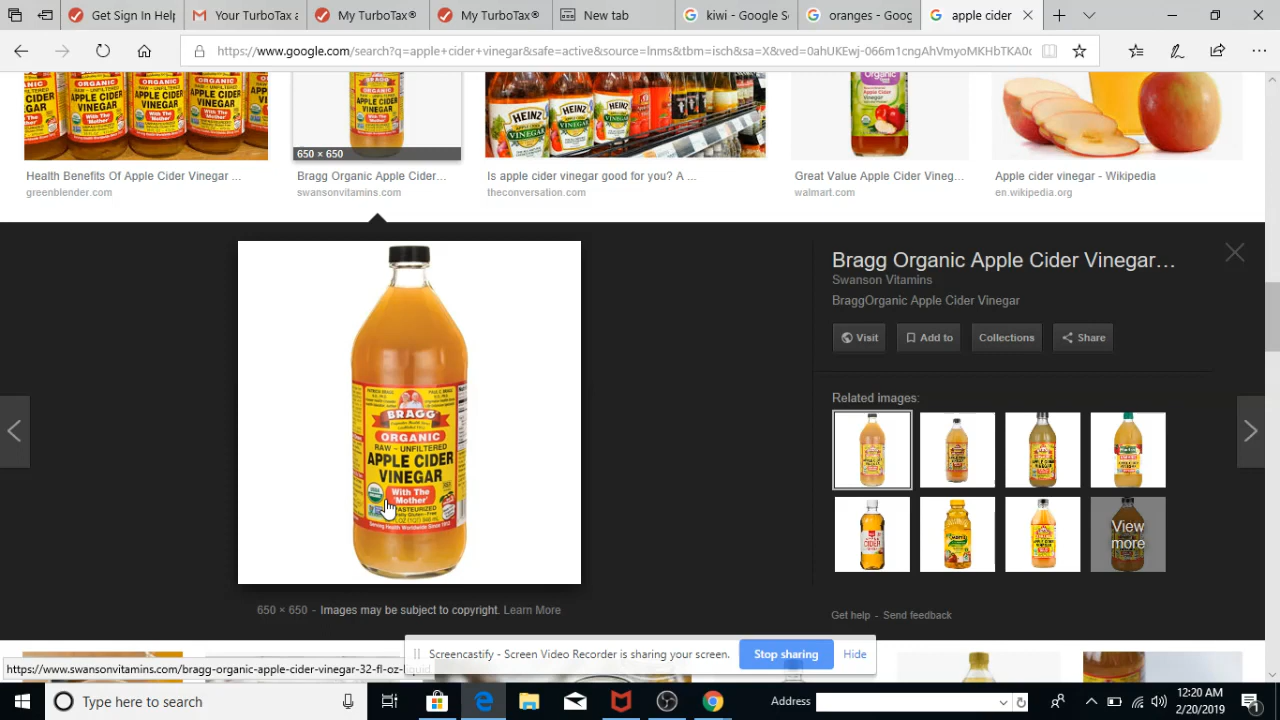 Get Sign In Help
Your TurboTax a
My TurboTax®
My TurboTax®
New tab
kiwi - Google S
oranges - Goog
apple cider
https://www.google.com/search?q=apple+cider+vinegar&safe=active&source=lnms&tbm=isch&sa=X&ved=0ahUKEwj-066m1cngAhVmyoMKHbTKA0
650 × 650
Health Benefits Of Apple Cider Vinegar ...
greenblender.com
Bragg Organic Apple Cider...
swansonvitamins.com
Is apple cider vinegar good for you? A ...
theconversation.com
Great Value Apple Cider Vineg...
walmart.com
Apple cider vinegar - Wikipedia
en.wikipedia.org
BRAGG
ORGANIC
RAW - UNFILTERED
APPLE CIDER
VINEGAR
With The
'Mother'
Serving Health Worldwide Since 1912
650 × 650 - Images may be subject to copyright. Learn More
Bragg Organic Apple Cider Vinegar...
Swanson Vitamins
BraggOrganic Apple Cider Vinegar
Visit
Add to
Collections
Share
Related images:
View
more
Get help - Send feedback
https://www.swansonvitamins.com/bragg-organic-apple-cider-vinegar-32-fl-oz-liquid
Screencastify - Screen Video Recorder is sharing your screen.
Stop sharing
Hide
Type here to search
Address
12:20 AM
2/20/2019